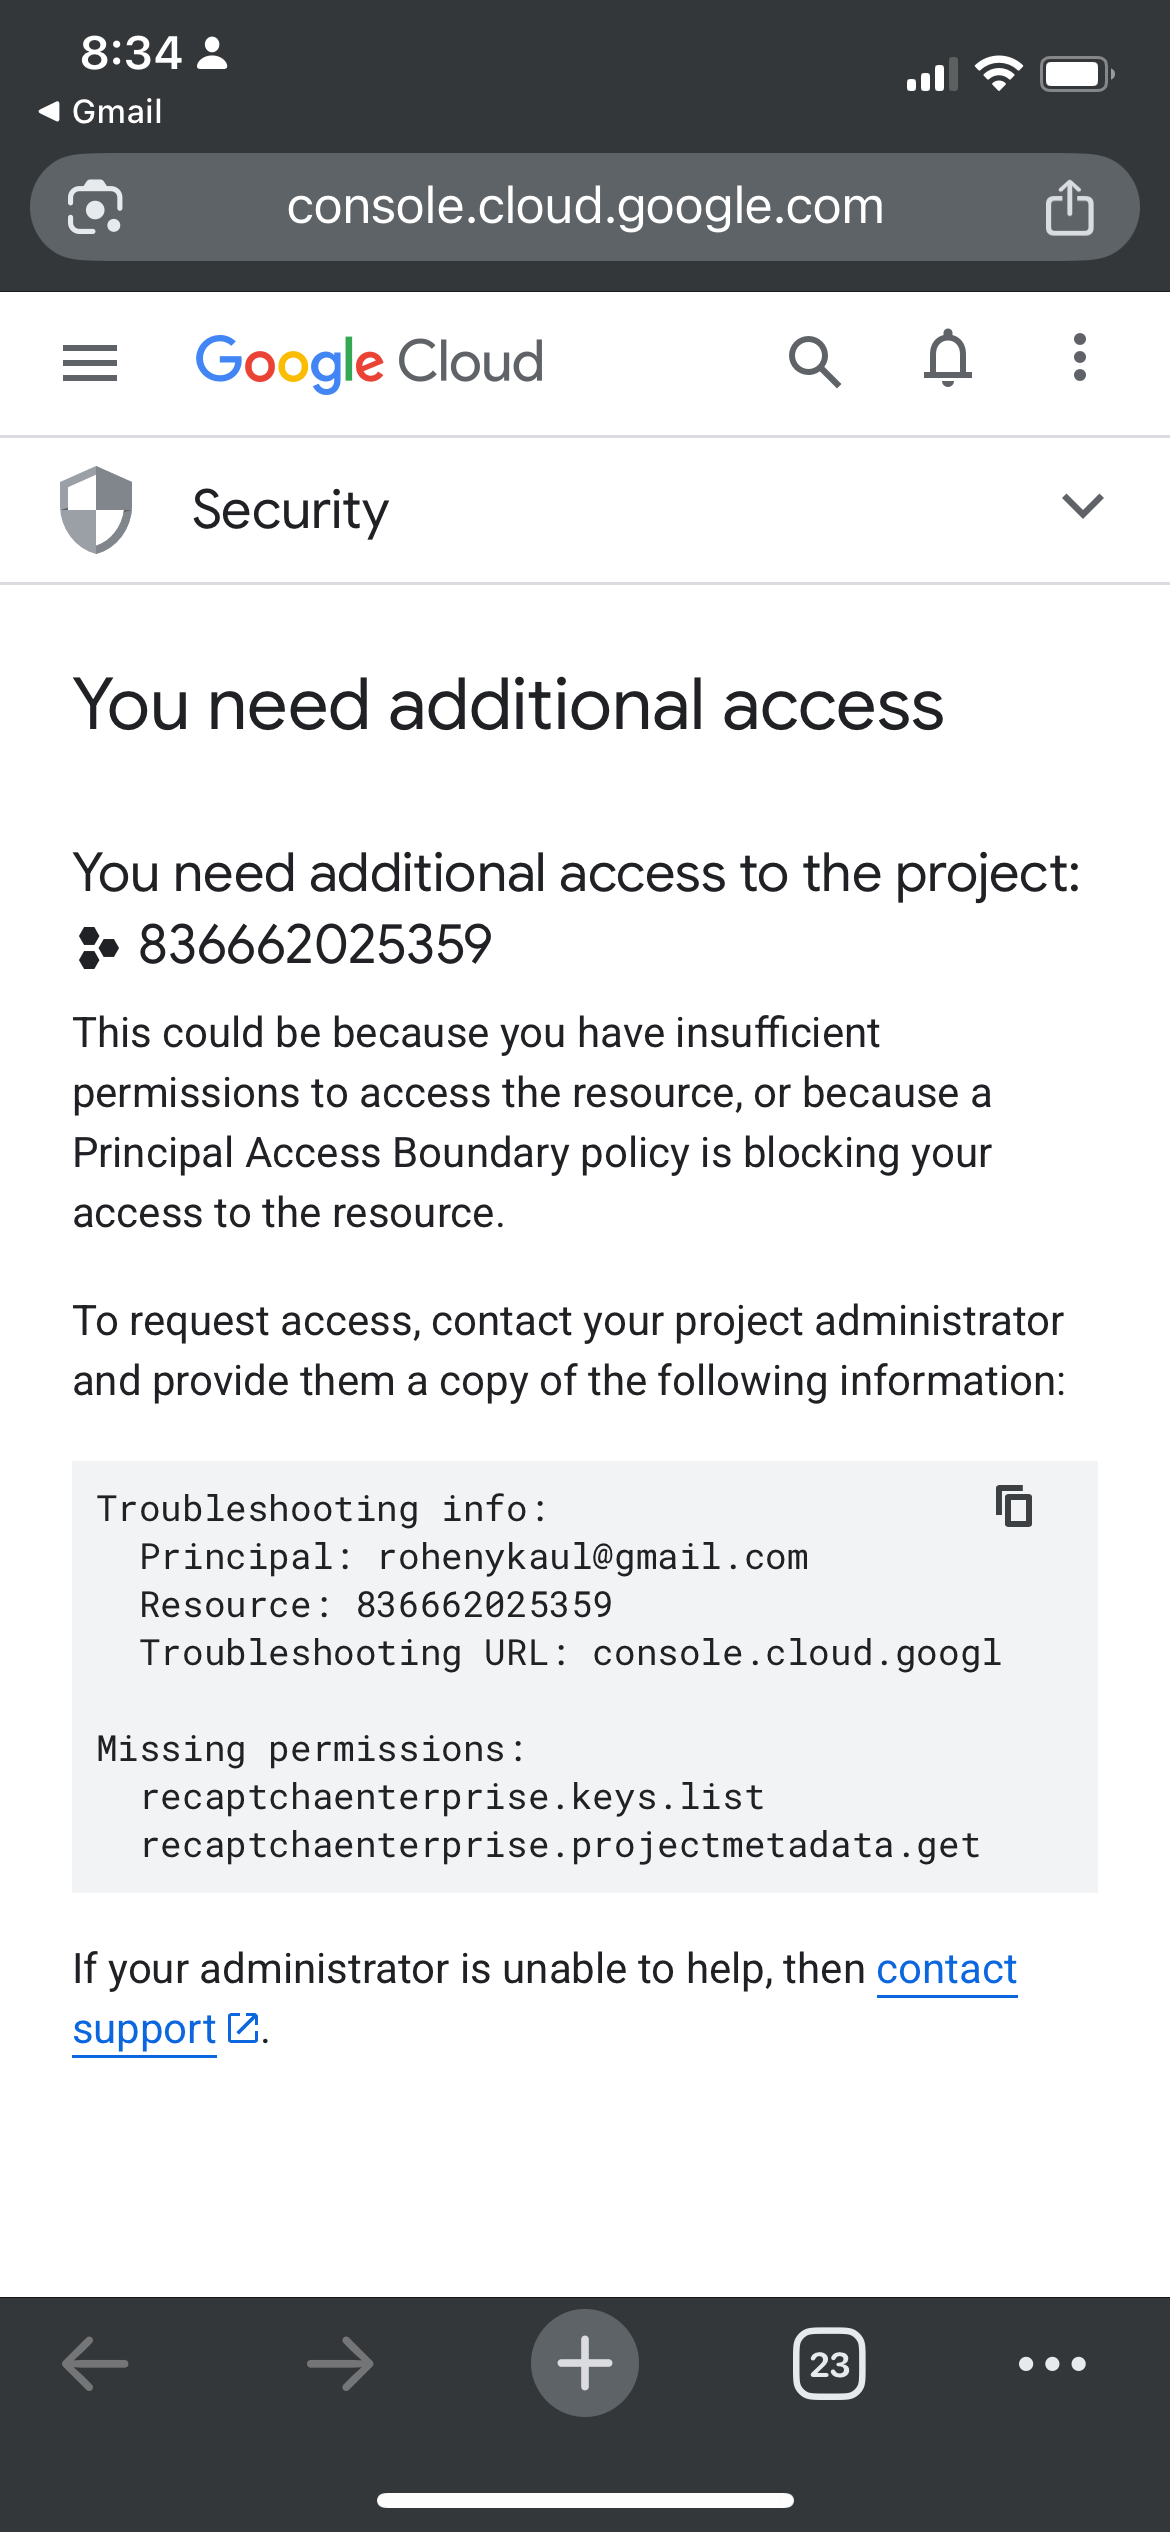 8:34
Gmail
console.cloud.google.com
Google Cloud
Security
You need additional access
You need additional access to the project:
836662025359
This could be because you have insufficient
permissions to access the resource, or because a
Principal Access Boundary policy is blocking your
access to the resource.
To request access, contact your project administrator
and provide them a copy of the following information:
Troubleshooting info:
Principal: rohenykaul@gmail.com
Resource: 836662025359
Troubleshooting URL: console.cloud.googl
Missing permissions:
recaptchaenterprise.keys.list
recaptchaenterprise.projectmetadata.get
If your administrator is unable to help, then contact
support.
23